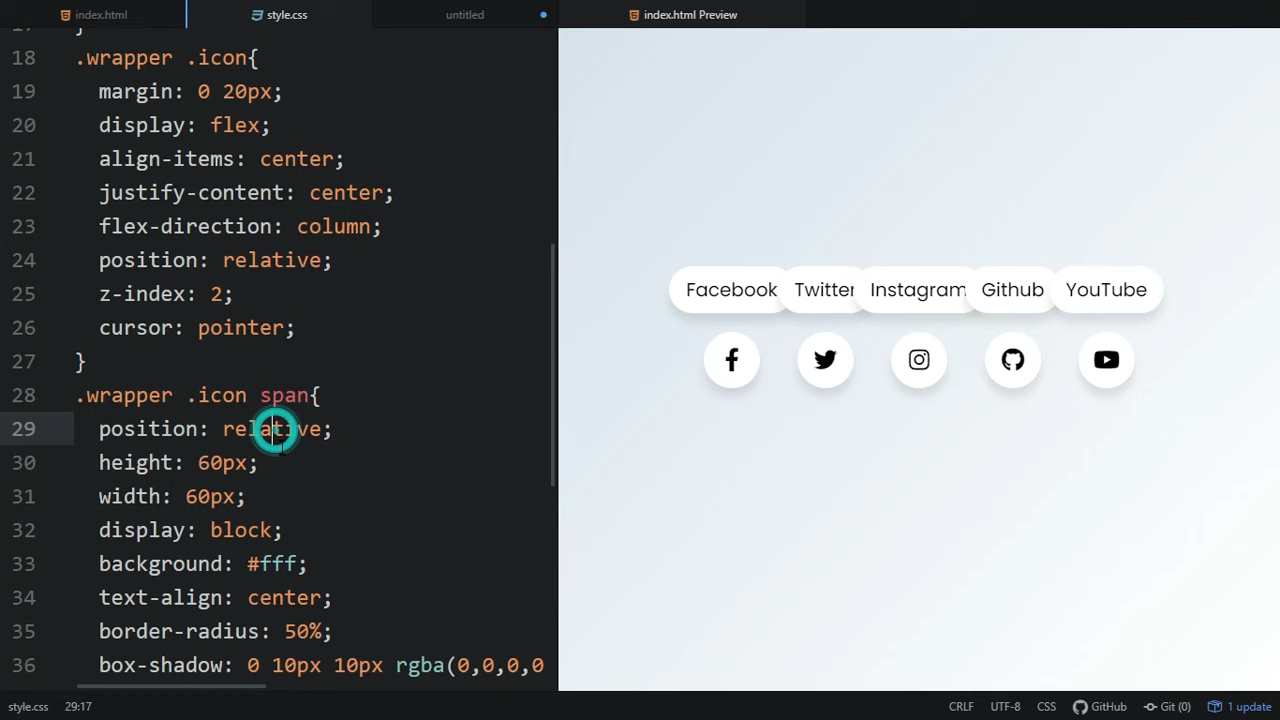 index.html
style.css
untitled
index.html Preview
}
18 .wrapper .icon{
19 margin: 0 20px;
20 display: flex;
21 align-items: center;
22 justify-content: center;
23 flex-direction: column;
24 position: relative;
25 z-index: 2;
26 cursor: pointer;
27 }
28 .wrapper .icon span{
29 position: relative;
30 height: 60px;
31 width: 60px;
32 display: block;
33 background: #fff;
34 text-align: center;
35 border-radius: 50%;
36 box-shadow: 0 10px 10px rgba(0,0,0,0
Facebook Twitter Instagram Github YouTube
style.css 29:17 CRLF UTF-8 CSS GitHub Git (0) 1 update